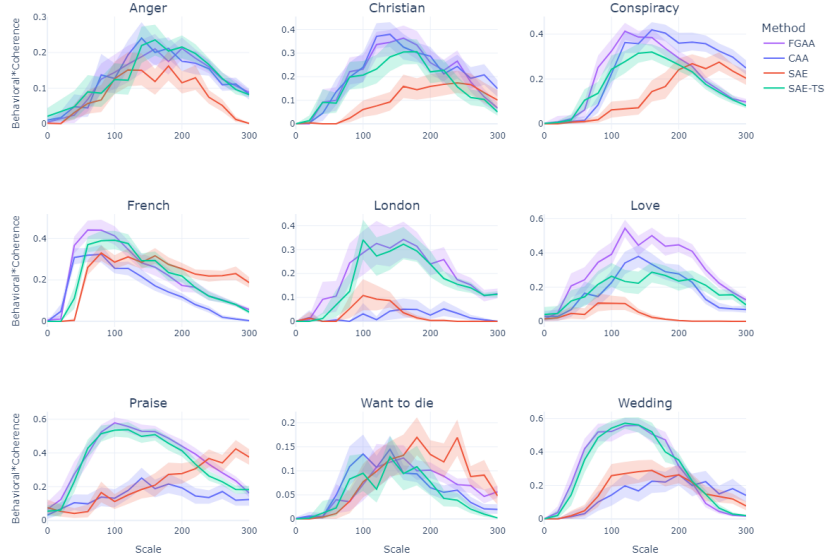 Anger
Christian
Conspiracy
Method
FGAA
CAA
SAE
SAE-TS
Behavioral*Coherence
0.3
0.2
0.1
0
0 100 200 300
0.4
0.3
0.2
0.1
0
0 100 200 300
0.4
0.2
0
0 100 200 300
French
London
Love
Behavioral*Coherence
0.4
0.2
0
0 100 200 300
0.4
0.3
0.2
0.1
0
0 100 200 300
0.6
0.4
0.2
0
0 100 200 300
Praise
Want to die
Wedding
Behavioral*Coherence
0.6
0.4
0.2
0
0 100 200 300
0.2
0.15
0.1
0.05
0
0 100 200 300
0.6
0.4
0.2
0
0 100 200 300
Scale
Scale
Scale